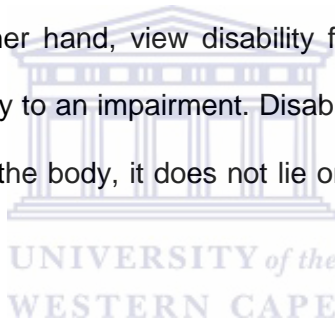 ner hand, view disability f
y to an impairment. Disab
the body, it does not lie o
UNIVERSITY of the
WESTERN CAPE